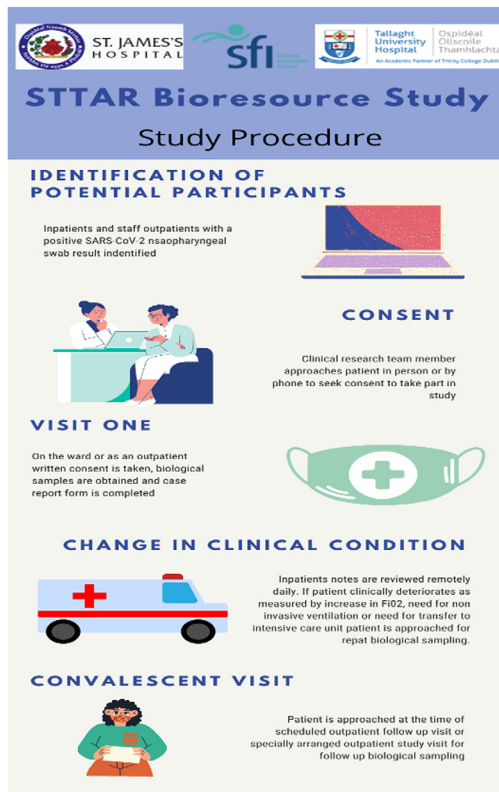 ST. JAMES'S
HOSPITAL
sfi
Tallaght
University
Hospital
Ospidéal
Ollscoile
Thamhlachta
An Academic Partner of Trinity College Dublin
STTAR Bioresource Study
Study Procedure
IDENTIFICATION OF
POTENTIAL PARTICIPANTS
Inpatients and staff outpatients with a
positive SARS-CoV-2 nsaopharyngeal
swab result indentified
CONSENT
Clinical research team member
approaches patient in person or by
phone to seek consent to take part in
study
VISIT ONE
On the ward or as an outpatient
written consent is taken, biological
samples are obtained and case
report form is completed
CHANGE IN CLINICAL CONDITION
Inpatients notes are reviewed remotely
daily. If patient clinically deteriorates as
measured by increase in Fi02, need for non
invasive ventilation or need for transfer to
intensive care unit patient is approached for
repat biological sampling.
CONVALESCENT VISIT
Patient is approached at the time of
scheduled outpatient follow up visit or
specially arranged outpatient study visit for
follow up biological sampling